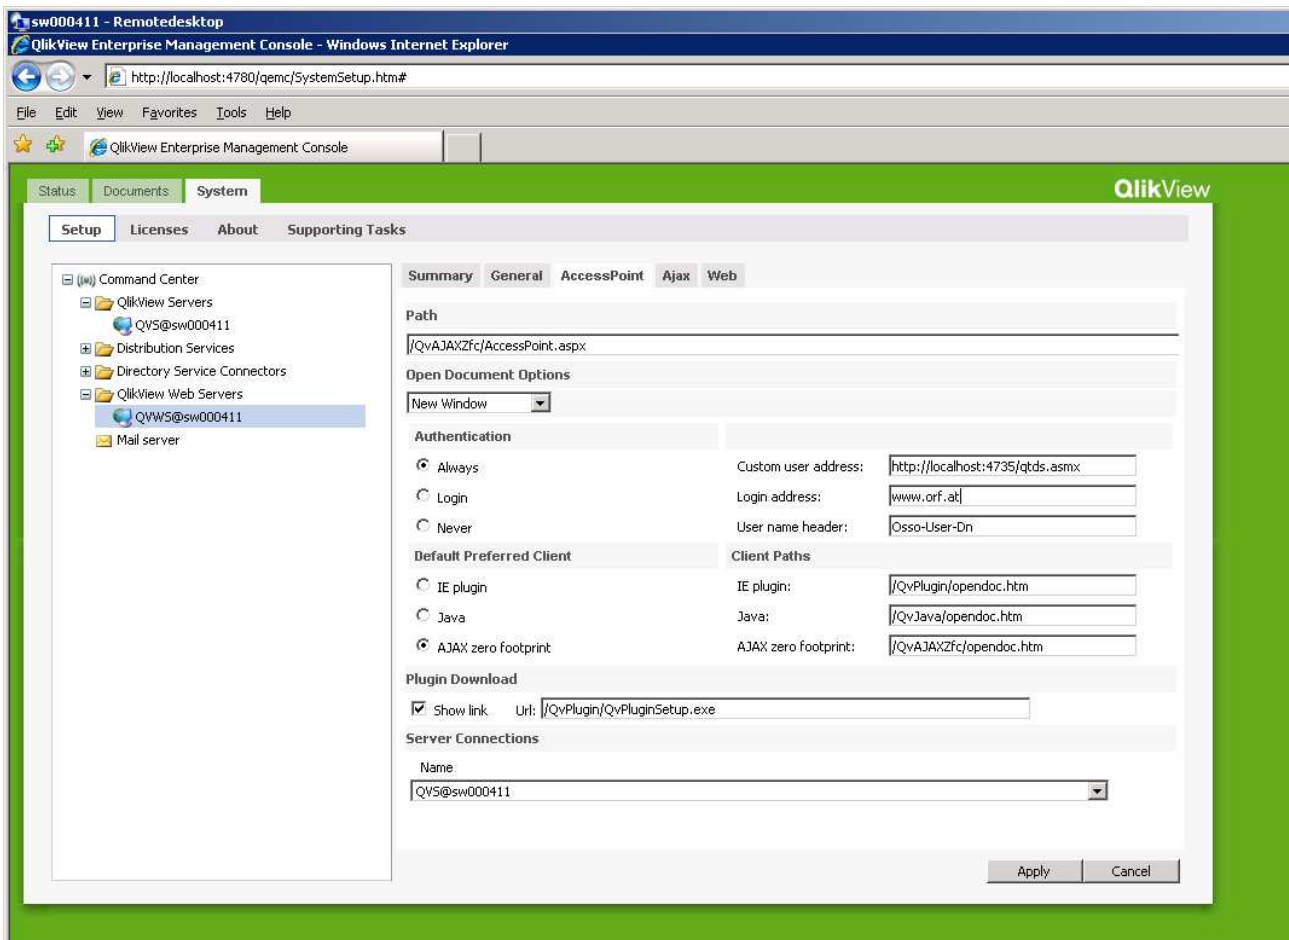 sw000411 - Remotedesktop
QlikView Enterprise Management Console - Windows Internet Explorer
http://localhost:4780/qemc/SystemSetup.htm#
File Edit View Favorites Tools Help
QlikView Enterprise Management Console
Status Documents System QlikView
Setup Licenses About Supporting Tasks
Command Center
QlikView Servers
QVS@sw000411
Distribution Services
Directory Service Connectors
QlikView Web Servers
QVWS@sw000411
Mail server
Summary General AccessPoint Ajax Web
Path
/QvAJAXZfc/AccessPoint.aspx
Open Document Options
New Window
Authentication
Always Custom user address: http://localhost:4735/qtds.asmx
Login Login address: www.orf.at
Never User name header: Osso-User-Dn
Default Preferred Client Client Paths
IE plugin IE plugin: /QvPlugin/opendoc.htm
Java Java: /QvJava/opendoc.htm
AJAX zero footprint AJAX zero footprint: /QvAJAXZfc/opendoc.htm
Plugin Download
Show link Url: /QvPlugin/QvPluginSetup.exe
Server Connections
Name
QVS@sw000411
Apply Cancel